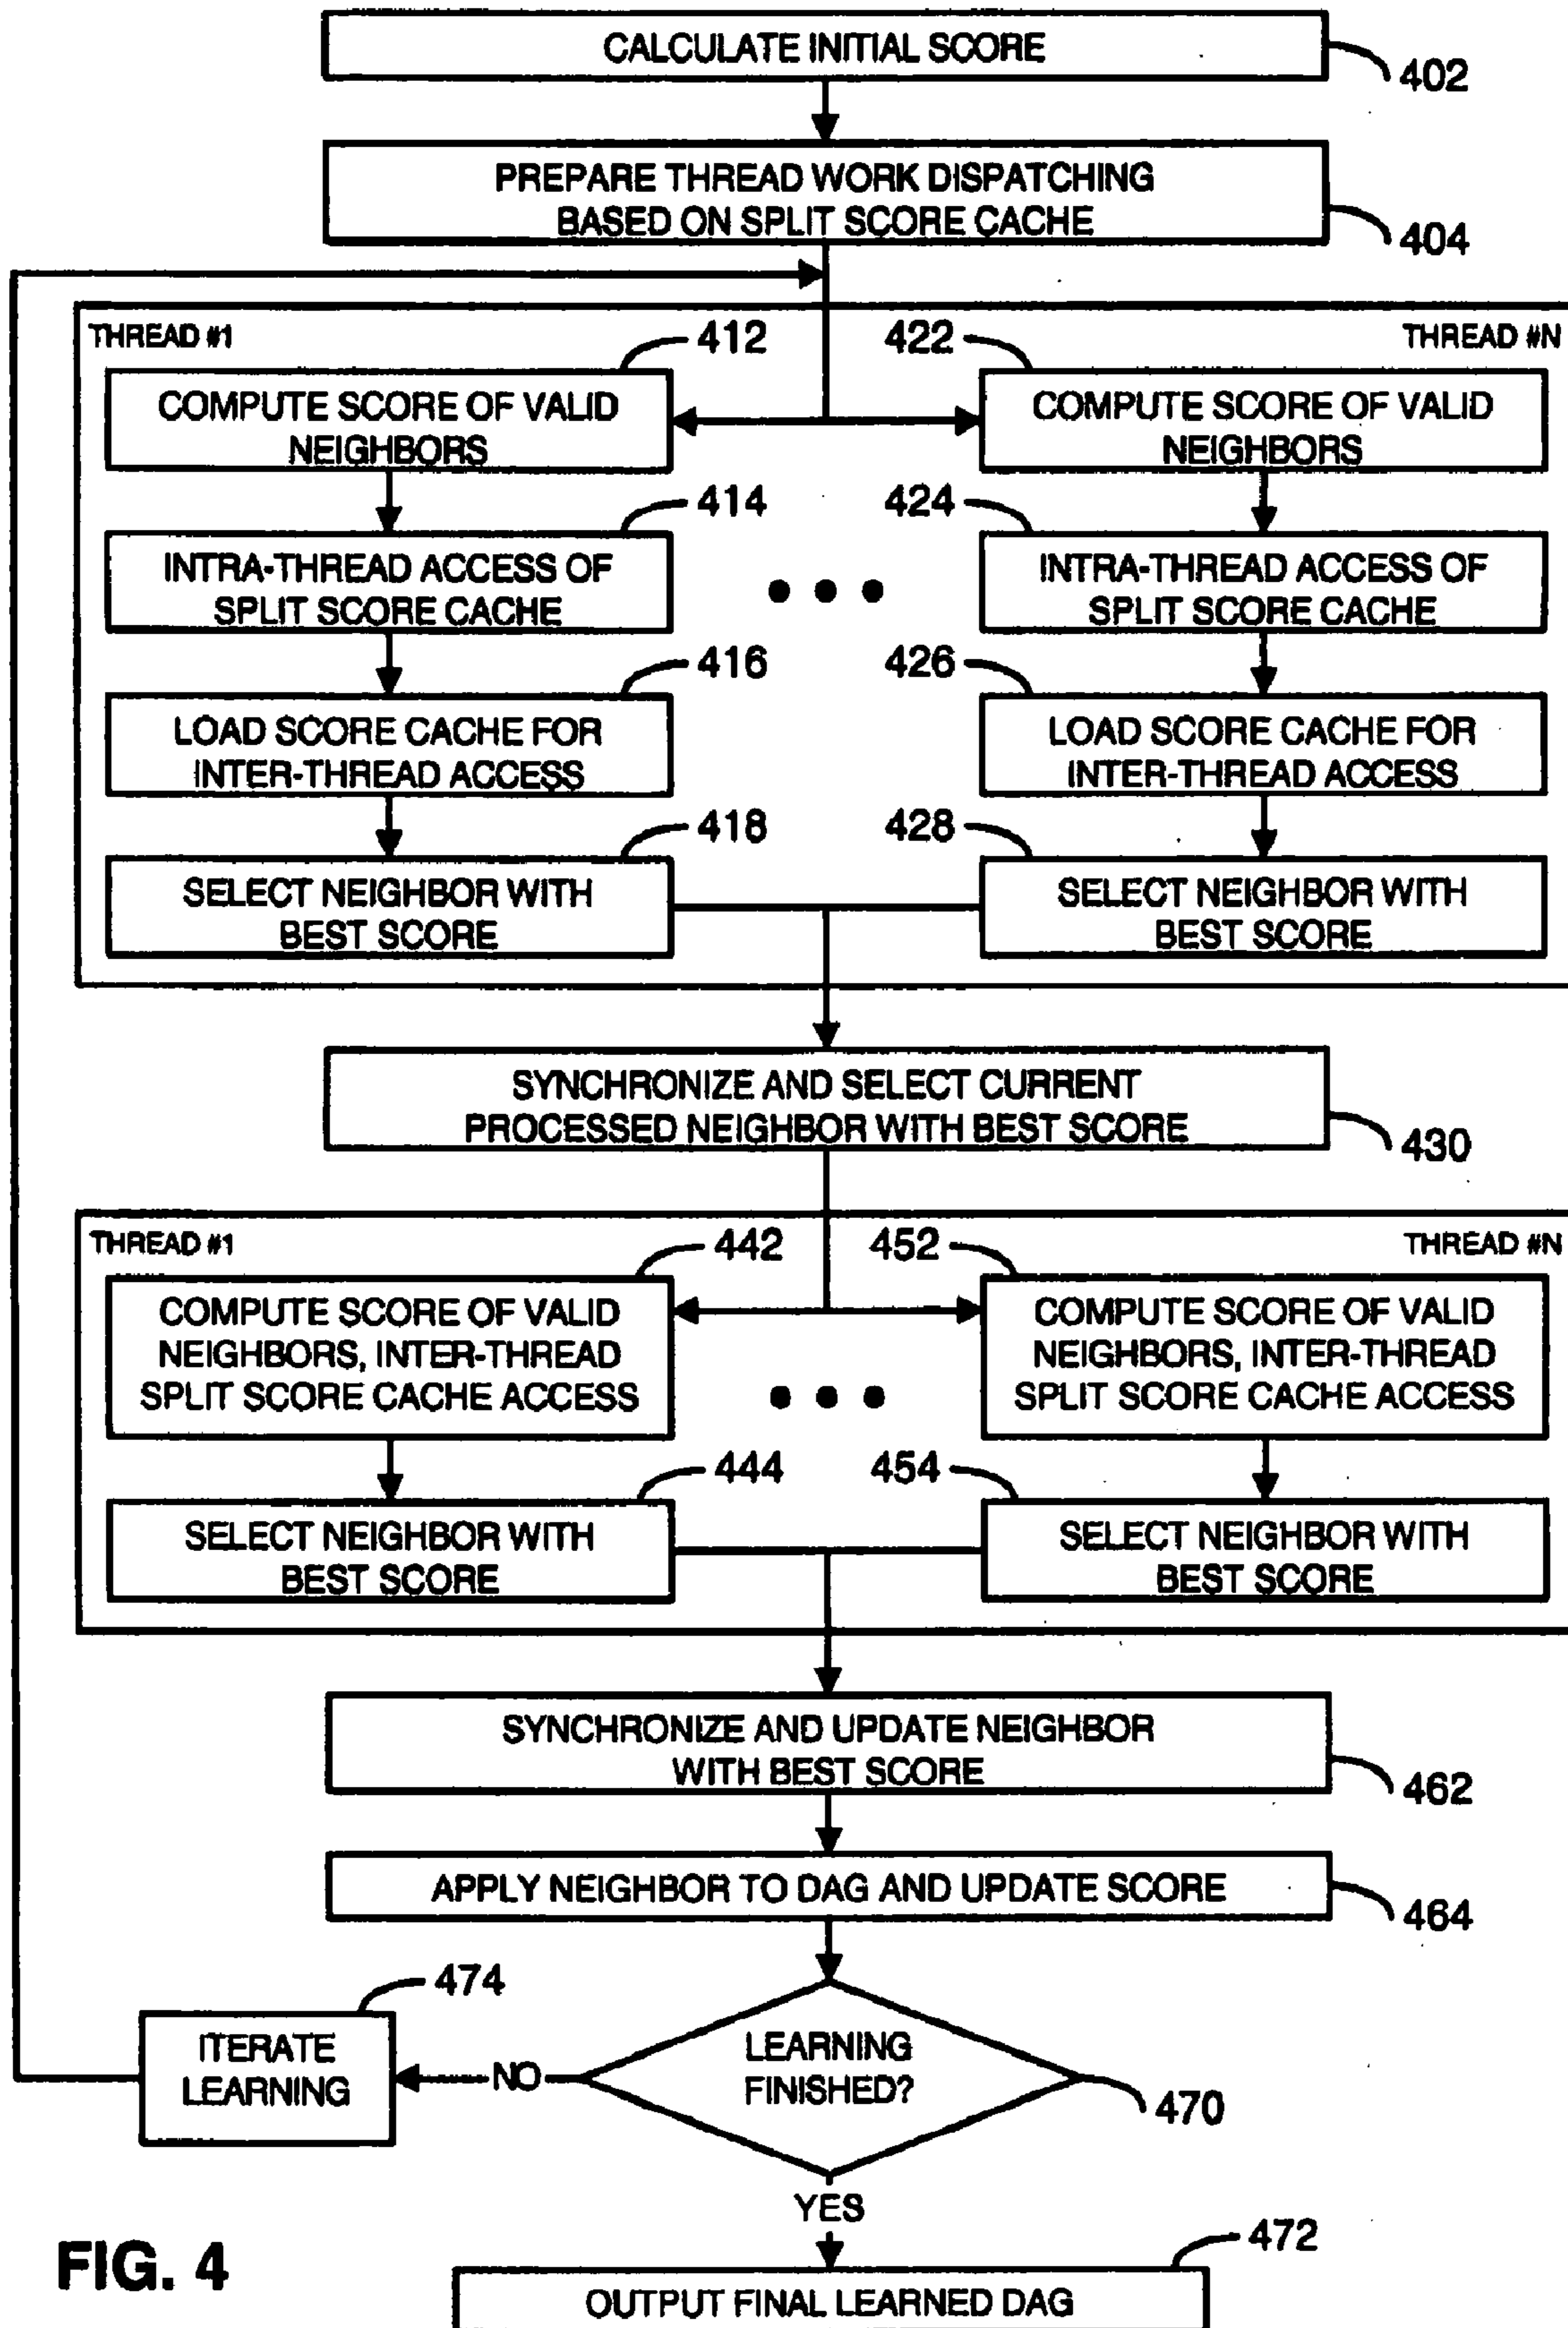 CALCULATE INITIAL SCORE
402
PREPARE THREAD WORK DISPATCHING
BASED ON SPLIT SCORE CACHE
404
THREAD #1
412
422
THREAD #N
COMPUTE SCORE OF VALID
NEIGHBORS
COMPUTE SCORE OF VALID
NEIGHBORS
414
424
INTRA-THREAD ACCESS OF
SPLIT SCORE CACHE
INTRA-THREAD ACCESS OF
SPLIT SCORE CACHE
416
426
LOAD SCORE CACHE FOR
INTER-THREAD ACCESS
LOAD SCORE CACHE FOR
INTER-THREAD ACCESS
418
428
SELECT NEIGHBOR WITH
BEST SCORE
SELECT NEIGHBOR WITH
BEST SCORE
SYNCHRONIZE AND SELECT CURRENT
PROCESSED NEIGHBOR WITH BEST SCORE
430
THREAD #1
442
452
THREAD #N
COMPUTE SCORE OF VALID
NEIGHBORS, INTER-THREAD
SPLIT SCORE CACHE ACCESS
COMPUTE SCORE OF VALID
NEIGHBORS, INTER-THREAD
SPLIT SCORE CACHE ACCESS
444
454
SELECT NEIGHBOR WITH
BEST SCORE
SELECT NEIGHBOR WITH
BEST SCORE
SYNCHRONIZE AND UPDATE NEIGHBOR
WITH BEST SCORE
462
APPLY NEIGHBOR TO DAG AND UPDATE SCORE
464
474
ITERATE
LEARNING
NO
LEARNING
FINISHED?
470
YES
472
FIG. 4
OUTPUT FINAL LEARNED DAG